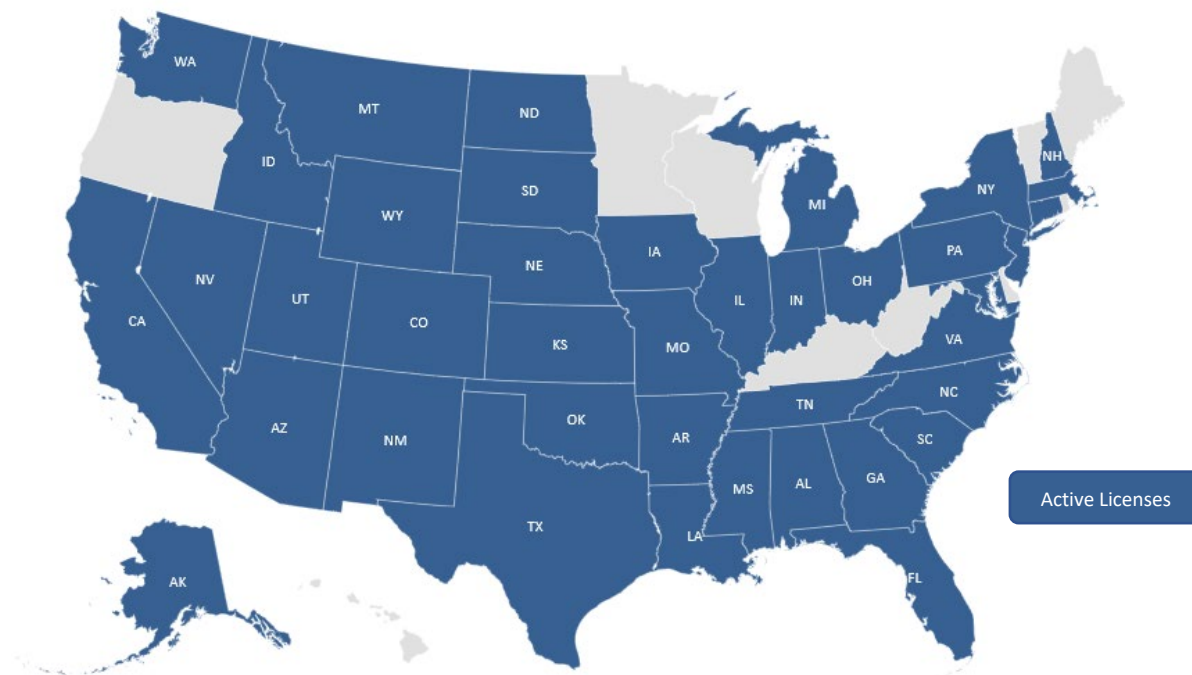 WA
MT
ND
ID
SD
WY
MI
NH
NY
NV
UT
CO
NE
IA
IL
IN
OH
PA
CA
KS
MO
VA
AZ
NM
OK
AR
TN
NC
SC
TX
LA
MS
AL
GA
Active Licenses
AK
FL